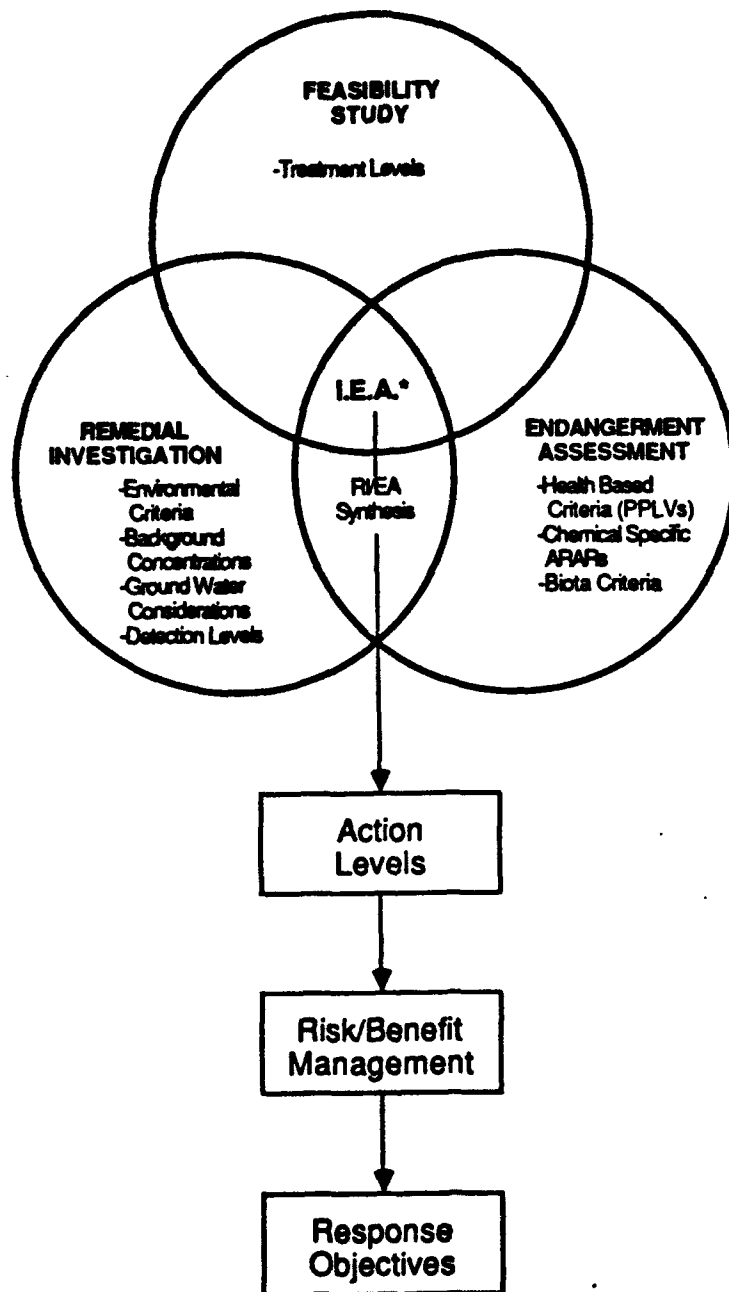 FEASIBILITY
STUDY
-Treatment Levels
I.E.A.*
REMEDIAL
INVESTIGATION
-Environmental
Criteria
-Background
Concentrations
-Ground Water
Considerations
-Detection Levels
RI/EA
Synthesis
ENDANGERMENT
ASSESSMENT
-Health Based
Criteria (PPLVs)
-Chemical Specific
ARARs
-Biota Criteria
Action
Levels
Risk/Benefit
Management
Response
Objectives